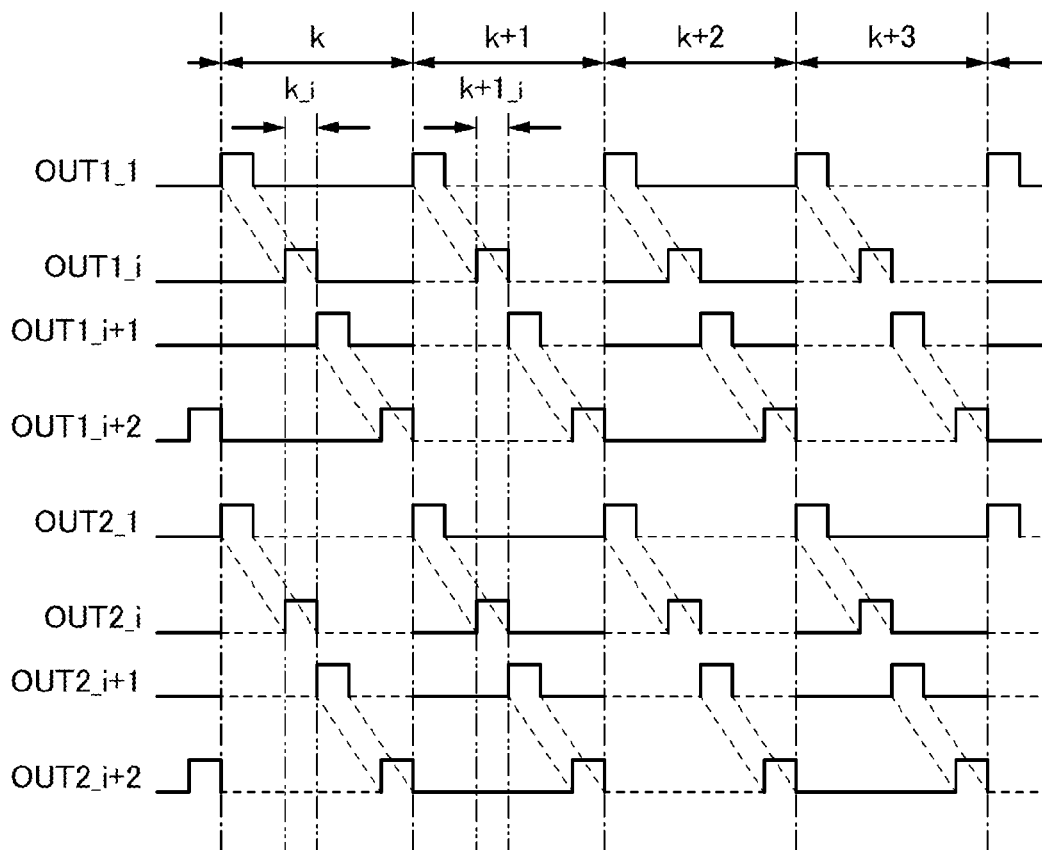 k k+1 k+2 k+3
k_i k+1_i
OUT1_1
OUT1_i
OUT1_i+1
OUT1_i+2
OUT2_1
OUT2_i
OUT2_i+1
OUT2_i+2